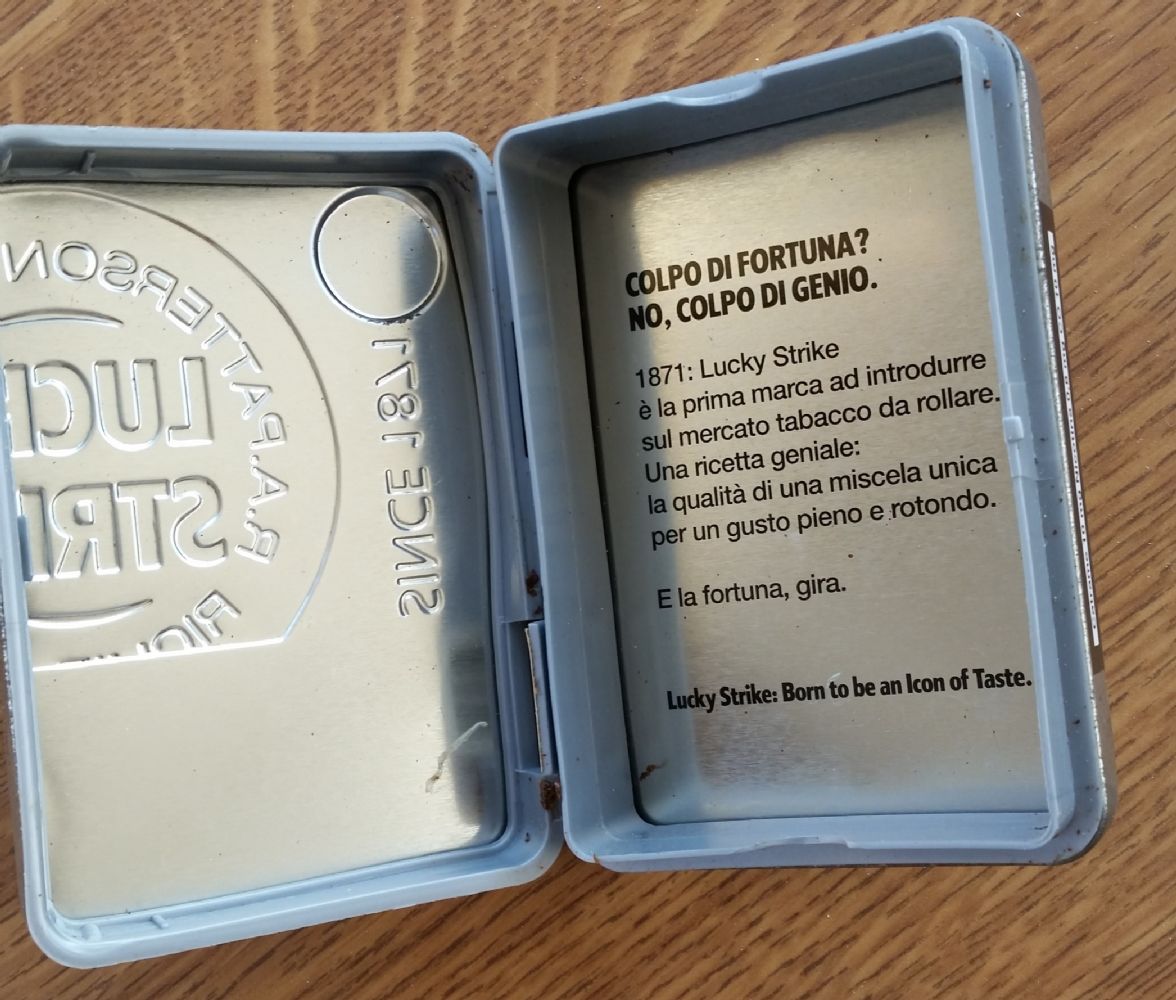 R.A.PATTERSON
LUC
STRI
SINCE 1871
COLPO DI FORTUNA?
NO, COLPO DI GENIO.
1871: Lucky Strike
è la prima marca ad introdurre
sul mercato tabacco da rollare.
Una ricetta geniale:
la qualità di una miscela unica
per un gusto pieno e rotondo.
E la fortuna, gira.
Lucky Strike: Born to be an Icon of Taste.